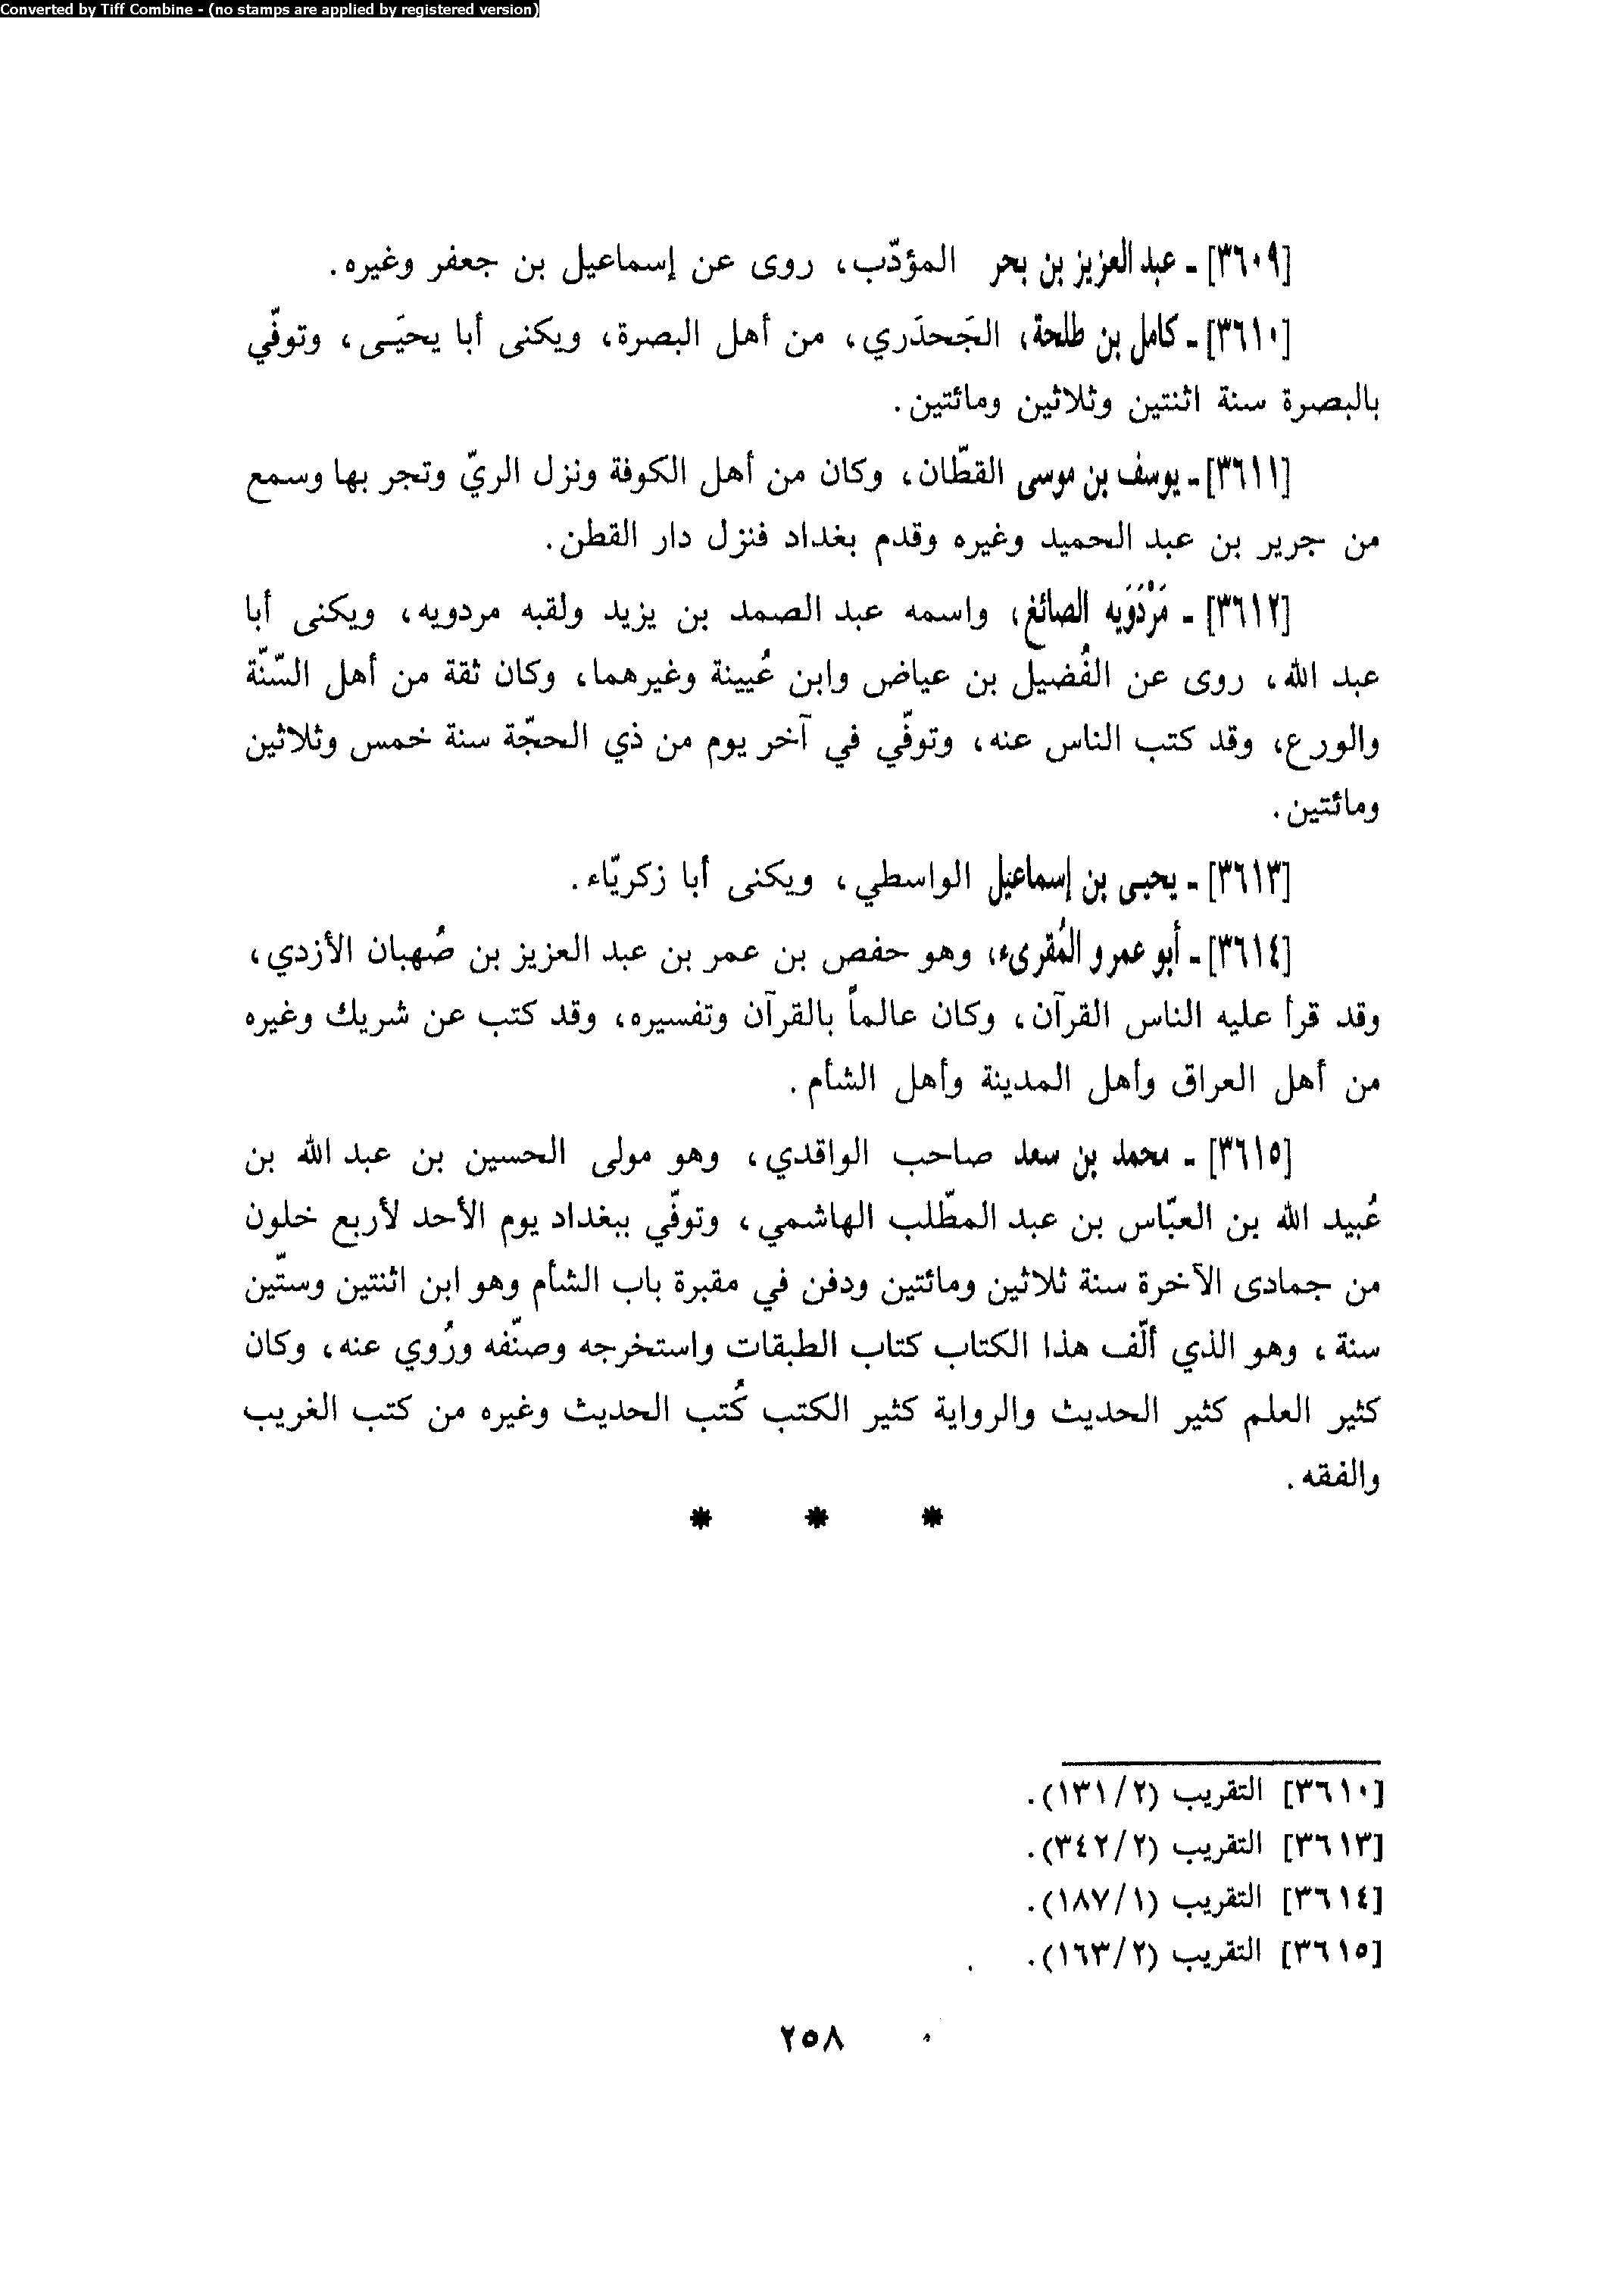 Converted by Tiff Combine - (no stamps are applied by registered version)
[٣٦٠٩] ـ عبد العزيز بن بحر المؤدّب، روى عن إسماعيل بن جعفر وغيره.
[٣٦١٠] ـ كامل بن طلحة، الجَحدَري، من أهل البصرة، ويكنى أبا يحيَى، وتوفّي
بالبصرة سنة اثنتين وثلاثين ومائتين.
[٣٦١١] ـ يوسف بن موسى القطّان، وكان من أهل الكوفة ونزل الريّ وتجر بها وسمع
من جرير بن عبد الحميد وغيره وقدم بغداد فنزل دار القطن.
[٣٦١٢] ـ مَرْدَوَيه الصائغ، واسمه عبد الصمد بن يزيد ولقبه مردويه، ويكنى أبا
عبد الله، روى عن الفُضيل بن عياض وابن عُيينة وغيرهما، وكان ثقة من أهل السّنّة
والورع، وقد كتب الناس عنه، وتوفّي في آخر يوم من ذي الحجّة سنة خمس وثلاثين
ومائتين.
[٣٦١٣] ـ يحيى بن إسماعيل الواسطي، ويكنى أبا زكريّاء.
[٣٦١٤] ـ أبو عمرو المُقرىء، وهو حفص بن عمر بن عبد العزيز بن صُهبان الأزدي،
وقد قرأ عليه الناس القرآن، وكان عالماً بالقرآن وتفسيره، وقد كتب عن شريك وغيره
من أهل العراق وأهل المدينة وأهل الشأم.
[٣٦١٥] ـ محمد بن سعد صاحب الواقدي، وهو مولى الحسين بن عبد الله بن
عُبيد الله بن العبّاس بن عبد المطّلب الهاشمي، وتوفّي ببغداد يوم الأحد لأربع خلون
من جمادى الآخرة سنة ثلاثين ومائتين ودفن في مقبرة باب الشأم وهو ابن اثنتين وستّين
سنة، وهو الذي ألّف هذا الكتاب كتاب الطبقات واستخرجه وصنّفه ورُوي عنه، وكان
كثير العلم كثير الحديث والرواية كثير الكتب كُتب الحديث وغيره من كتب الغريب
والفقه.
* * *
[٣٦١٠] التقريب (٢/١٣١).
[٣٦١٣] التقريب (٢/٣٤٢).
[٣٦١٤] التقريب (١/١٨٧).
[٣٦١٥] التقريب (٢/١٦٣).
٢٥٨